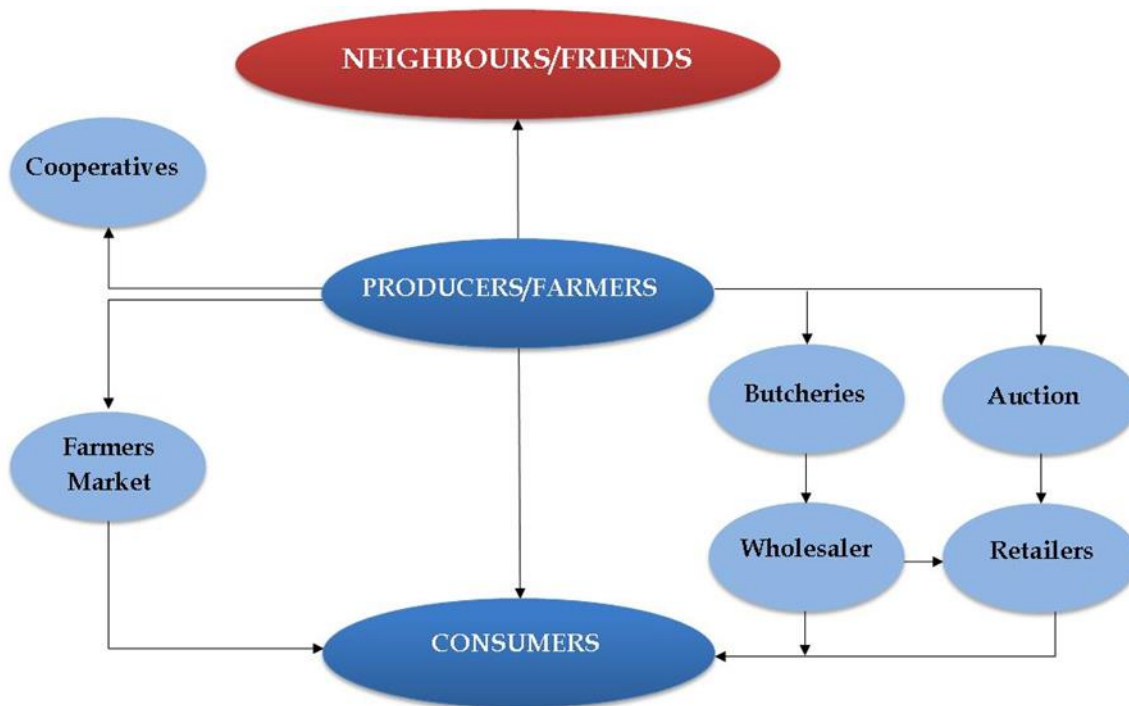 NEIGHBOURS/FRIENDS
Cooperatives
PRODUCERS/FARMERS
Butcheries
Auction
Farmers
Market
Wholesaler
Retailers
CONSUMERS